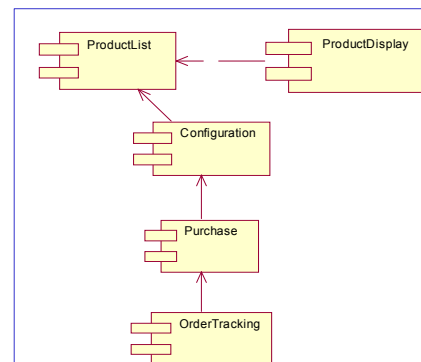 ProductList
ProductDisplay
Configuration
Purchase
OrderTracking